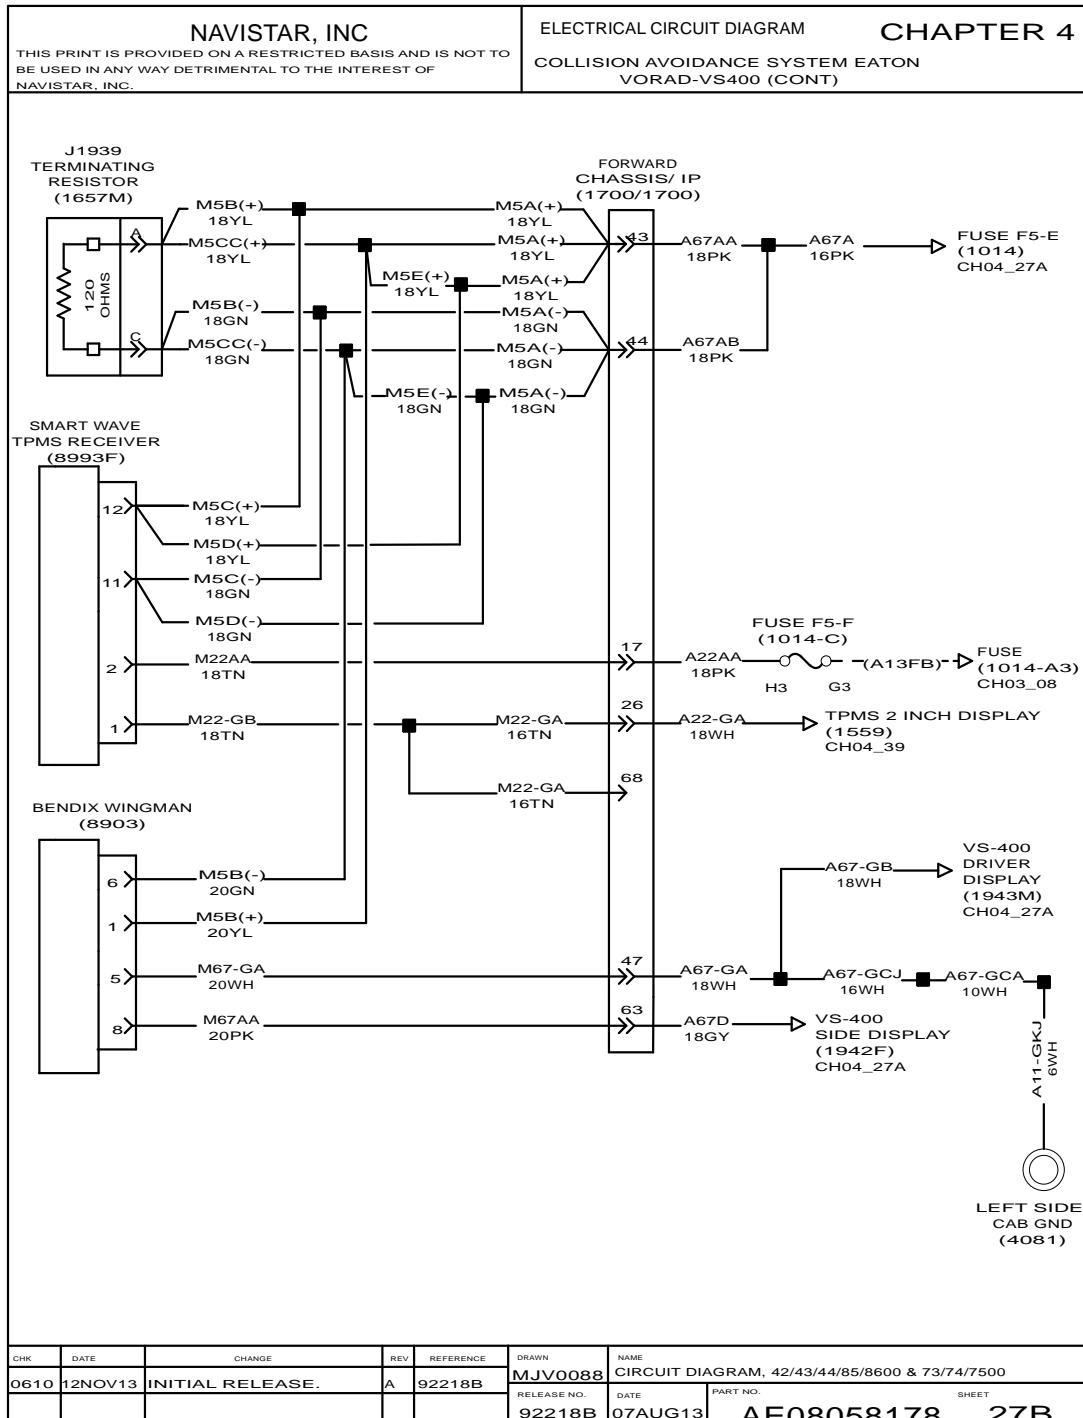 NAVISTAR, INC
THIS PRINT IS PROVIDED ON A RESTRICTED BASIS AND IS NOT TO
BE USED IN ANY WAY DETRIMENTAL TO THE INTEREST OF
NAVISTAR, INC.
ELECTRICAL CIRCUIT DIAGRAM
CHAPTER 4
COLLISION AVOIDANCE SYSTEM EATON
VORAD-VS400 (CONT)
J1939
TERMINATING
RESISTOR
(1657M)
FORWARD
CHASSIS/ IP
(1700/1700)
A
C
120
OHMS
M5B(+)
18YL
M5A(+)
18YL
M5CC(+)
18YL
M5A(+)
18YL
43
A67AA
18PK
A67A
16PK
FUSE F5-E
(1014)
CH04_27A
M5E(+)
18YL
M5A(+)
18YL
M5B(-)
18GN
M5A(-)
18GN
M5CC(-)
18GN
M5A(-)
18GN
44
A67AB
18PK
M5E(-)
18GN
M5A(-)
18GN
SMART WAVE
TPMS RECEIVER
(8993F)
12
M5C(+)
18YL
M5D(+)
18YL
11
M5C(-)
18GN
M5D(-)
18GN
2
M22AA
18TN
17
A22AA
18PK
FUSE F5-F
(1014-C)
H3
G3
(A13FB)
FUSE
(1014-A3)
CH03_08
1
M22-GB
18TN
M22-GA
16TN
26
A22-GA
18WH
TPMS 2 INCH DISPLAY
(1559)
CH04_39
M22-GA
16TN
68
BENDIX WINGMAN
(8903)
6
M5B(-)
20GN
1
M5B(+)
20YL
5
M67-GA
20WH
47
A67-GA
18WH
A67-GB
18WH
VS-400
DRIVER
DISPLAY
(1943M)
CH04_27A
A67-GCJ
16WH
A67-GCA
10WH
8
M67AA
20PK
63
A67D
18GY
VS-400
SIDE DISPLAY
(1942F)
CH04_27A
A11-GKJ
6WH
LEFT SIDE
CAB GND
(4081)
CHK DATE CHANGE REV REFERENCE
0610 12NOV13 INITIAL RELEASE. A 92218B
DRAWN
MJV0088
NAME
CIRCUIT DIAGRAM, 42/43/44/85/8600 & 73/74/7500
RELEASE NO.
92218B
DATE
07AUG13
PART NO.
AF08058178
SHEET
27B